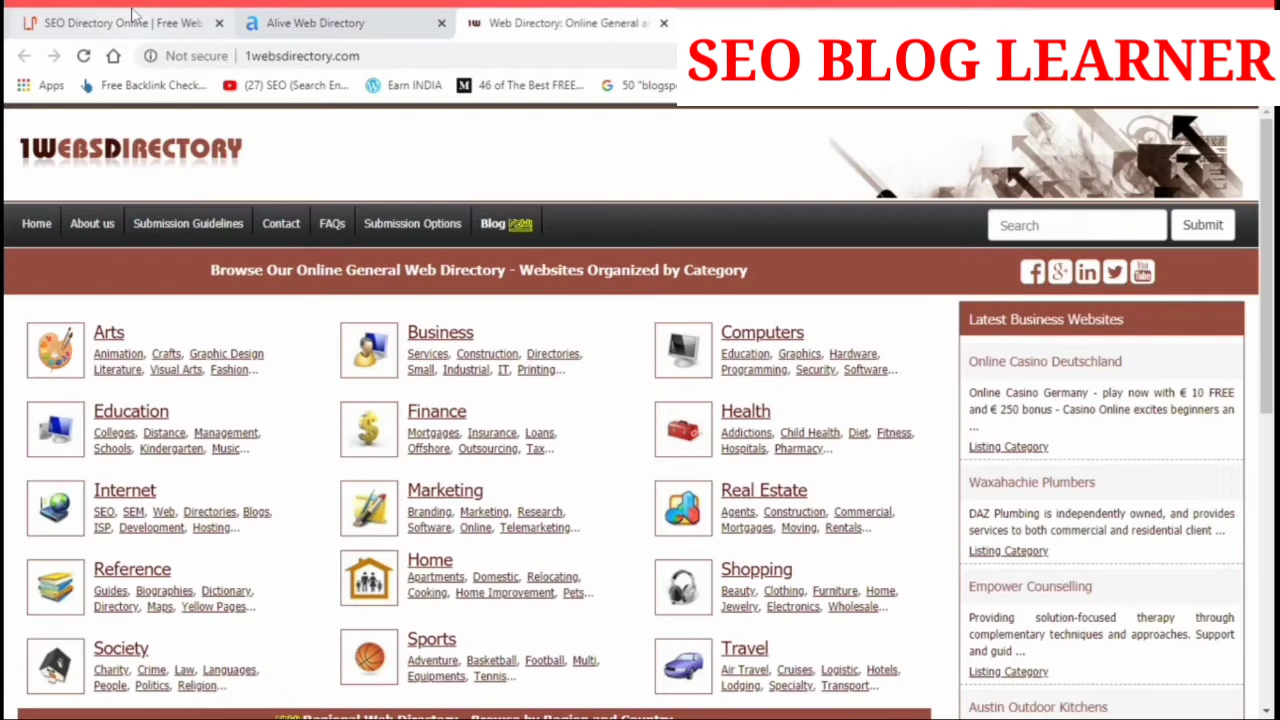 SEO Directory Online | Free Web
Alive Web Directory
1W Web Directory: Online General a
SEO BLOG LEARNER
Not secure | 1websdirectory.com
Apps
Free Backlink Check...
(27) SEO (Search En...
Earn INDIA
46 of The Best FREE...
50 "blogsp
1WEBSDIRECTORY
Home
About us
Submission Guidelines
Contact
FAQs
Submission Options
Blog NEW!
Search
Submit
Browse Our Online General Web Directory - Websites Organized by Category
Arts
Animation, Crafts, Graphic Design
Literature, Visual Arts, Fashion...
Business
Services, Construction, Directories,
Small, Industrial, IT, Printing...
Computers
Education, Graphics, Hardware,
Programming, Security, Software...
Education
Colleges, Distance, Management,
Schools, Kindergarten, Music...
Finance
Mortgages, Insurance, Loans,
Offshore, Outsourcing, Tax...
Health
Addictions, Child Health, Diet, Fitness,
Hospitals, Pharmacy...
Internet
SEO, SEM, Web, Directories, Blogs,
ISP, Development, Hosting...
Marketing
Branding, Marketing, Research,
Software, Online, Telemarketing...
Real Estate
Agents, Construction, Commercial,
Mortgages, Moving, Rentals...
Reference
Guides, Biographies, Dictionary,
Directory, Maps, Yellow Pages...
Home
Apartments, Domestic, Relocating,
Cooking, Home Improvement, Pets...
Shopping
Beauty, Clothing, Furniture, Home,
Jewelry, Electronics, Wholesale...
Society
Charity, Crime, Law, Languages,
People, Politics, Religion...
Sports
Adventure, Basketball, Football, Multi,
Equipments, Tennis...
Travel
Air Travel, Cruises, Logistic, Hotels,
Lodging, Specialty, Transport...
Latest Business Websites
Online Casino Deutschland
Online Casino Germany - play now with € 10 FREE
and € 250 bonus - Casino Online excites beginners an
...
Listing Category
Waxahachie Plumbers
DAZ Plumbing is independently owned, and provides
services to both commercial and residential client ...
Listing Category
Empower Counselling
Providing solution-focused therapy through
complementary techniques and approaches. Support
and guid ...
Listing Category
Austin Outdoor Kitchens
Regional Web Directory - Browse by Region and Country